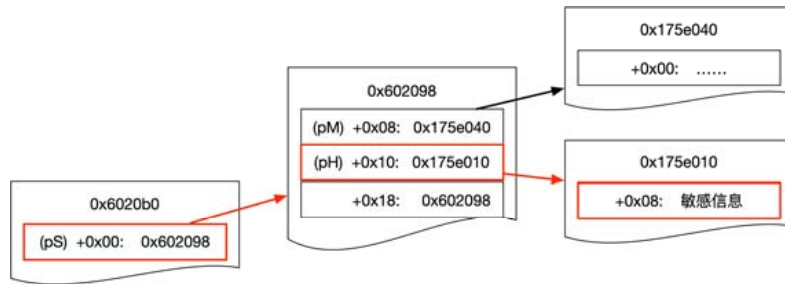 0x6020b0
(pS) +0x00: 0x602098
0x602098
(pM) +0x08: 0x175e040
(pH) +0x10: 0x175e010
+0x18: 0x602098
0x175e040
+0x00: ……
0x175e010
+0x08: 敏感信息